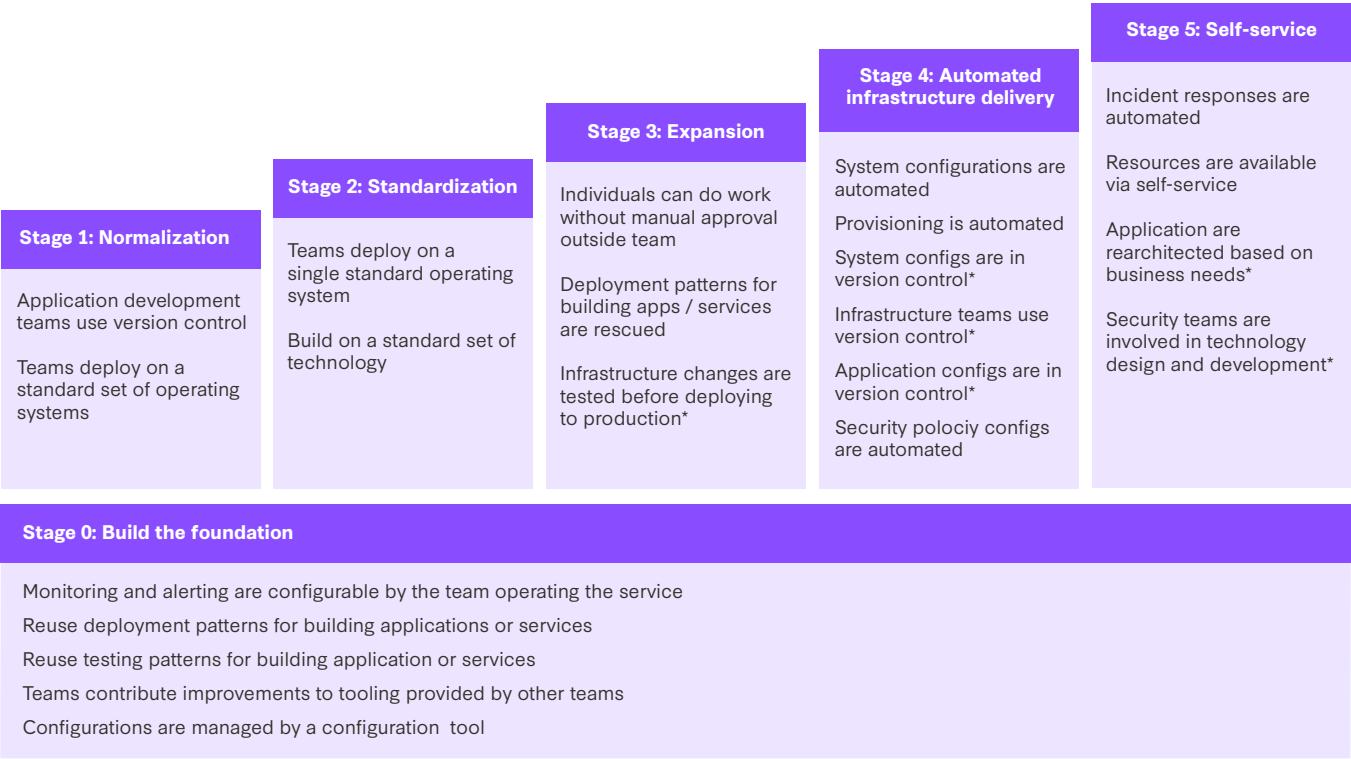 Stage 1: Normalization
Application development
teams use version control
Teams deploy on a
standard set of operating
systems
Stage 2: Standardization
Teams deploy on a
single standard operating
system
Build on a standard set of
technology
Stage 3: Expansion
Individuals can do work
without manual approval
outside team
Deployment patterns for
building apps / services
are rescued
Infrastructure changes are
tested before deploying
to production*
Stage 4: Automated
infrastructure delivery
System configurations are
automated
Provisioning is automated
System configs are in
version control*
Infrastructure teams use
version control*
Application configs are in
version control*
Security polociy configs
are automated
Stage 5: Self-service
Incident responses are
automated
Resources are available
via self-service
Application are
rearchitected based on
business needs*
Security teams are
involved in technology
design and development*
Stage 0: Build the foundation
Monitoring and alerting are configurable by the team operating the service
Reuse deployment patterns for building applications or services
Reuse testing patterns for building application or services
Teams contribute improvements to tooling provided by other teams
Configurations are managed by a configuration  tool